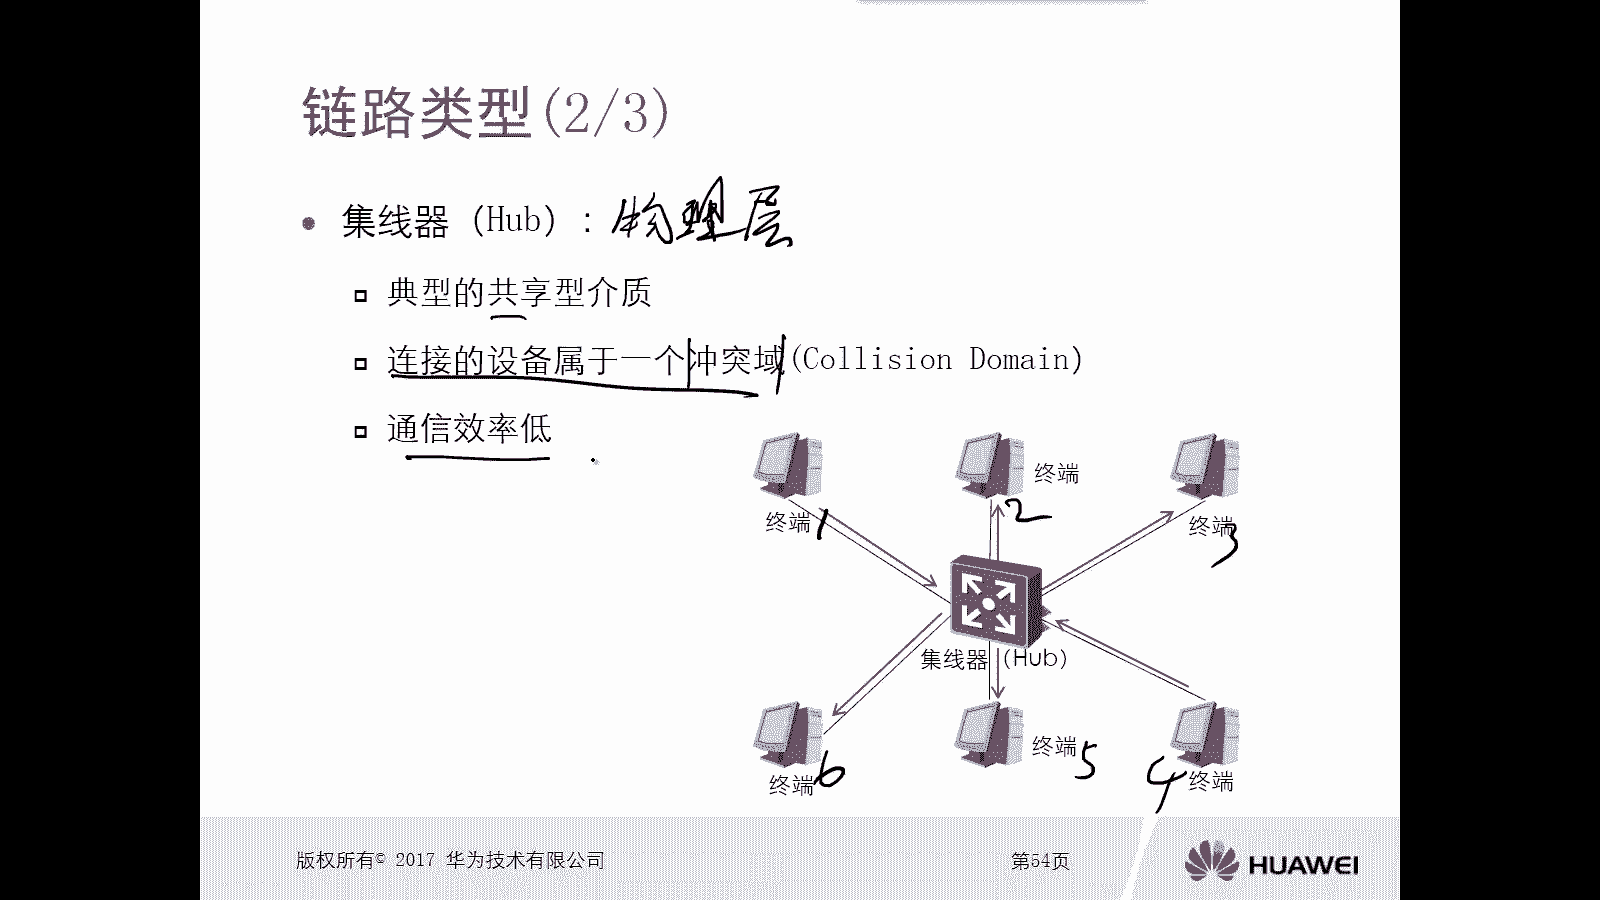 链路类型(2/3)
集线器（Hub）：物理层
典型的共享型介质
连接的设备属于一个冲突域(Collision Domain)
通信效率低
终端
终端1
2
终端3
集线器（Hub）
终端6
终端5
4终端
版权所有© 2017 华为技术有限公司
第54页
HUAWEI